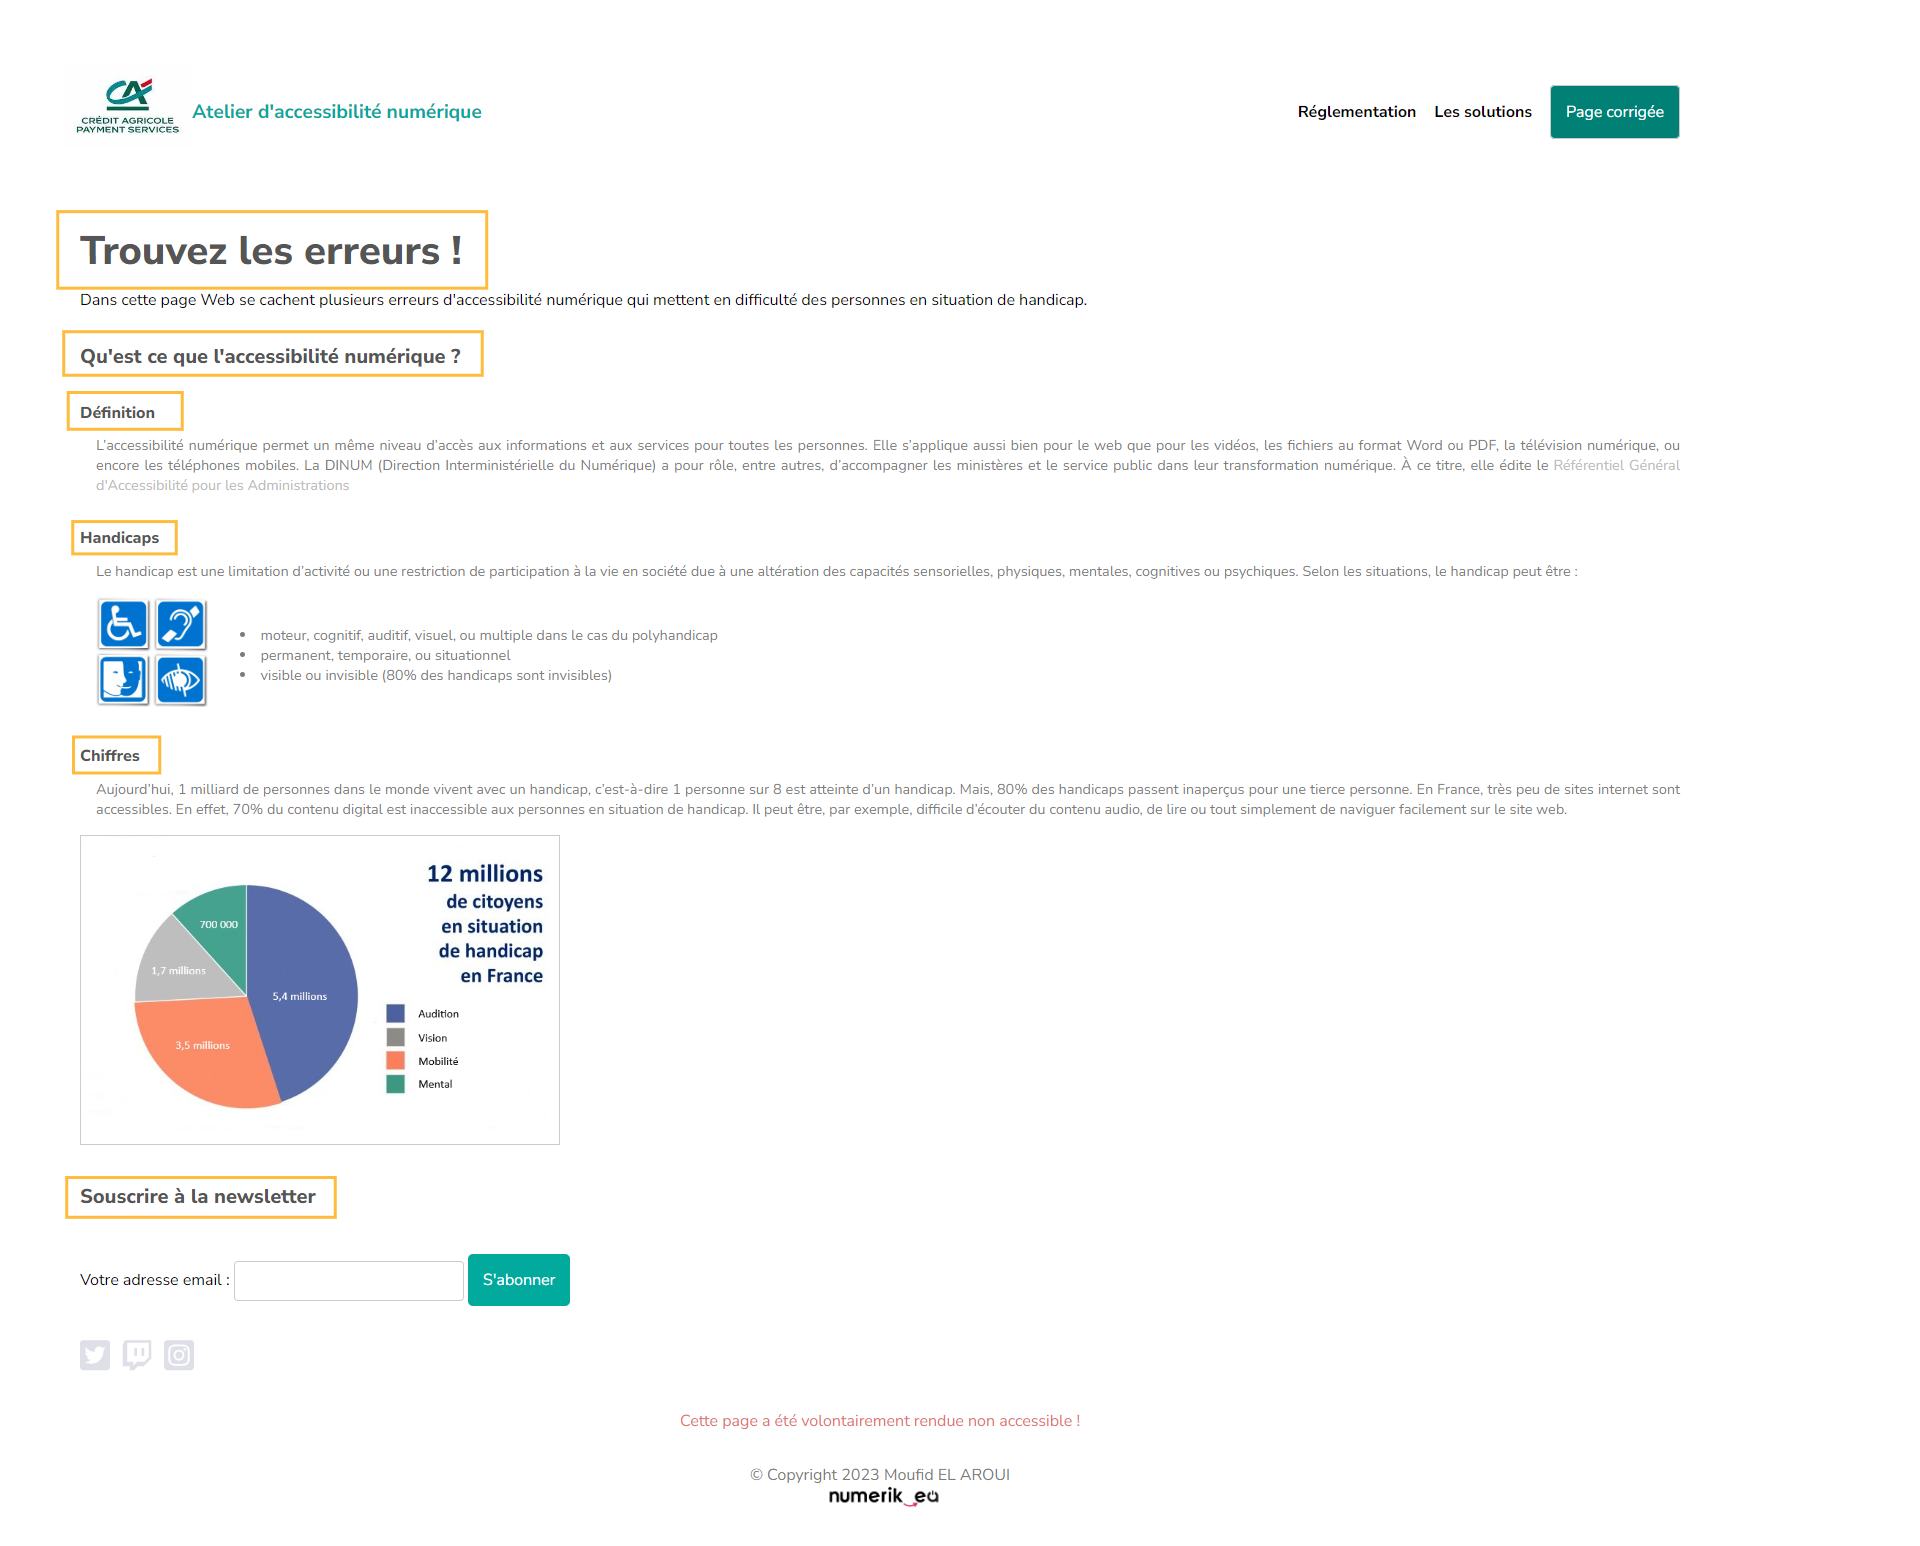 CRÉDIT AGRICOLE
PAYMENT SERVICES
Atelier d'accessibilité numérique
Réglementation
Les solutions
Page corrigée
Trouvez les erreurs !
Dans cette page Web se cachent plusieurs erreurs d'accessibilité numérique qui mettent en difficulté des personnes en situation de handicap.
Qu'est ce que l'accessibilité numérique ?
Définition
L’accessibilité numérique permet un même niveau d’accès aux informations et aux services pour toutes les personnes. Elle s’applique aussi bien pour le web que pour les vidéos, les fichiers au format Word ou PDF, la télévision numérique, ou
encore les téléphones mobiles. La DINUM (Direction Interministérielle du Numérique) a pour rôle, entre autres, d’accompagner les ministères et le service public dans leur transformation numérique. À ce titre, elle édite le Référentiel Général
d'Accessibilité pour les Administrations
Handicaps
Le handicap est une limitation d’activité ou une restriction de participation à la vie en société due à une altération des capacités sensorielles, physiques, mentales, cognitives ou psychiques. Selon les situations, le handicap peut être :
• moteur, cognitif, auditif, visuel, ou multiple dans le cas du polyhandicap
• permanent, temporaire, ou situationnel
• visible ou invisible (80% des handicaps sont invisibles)
Chiffres
Aujourd’hui, 1 milliard de personnes dans le monde vivent avec un handicap, c’est-à-dire 1 personne sur 8 est atteinte d’un handicap. Mais, 80% des handicaps passent inaperçus pour une tierce personne. En France, très peu de sites internet sont
accessibles. En effet, 70% du contenu digital est inaccessible aux personnes en situation de handicap. Il peut être, par exemple, difficile d’écouter du contenu audio, de lire ou tout simplement de naviguer facilement sur le site web.
12 millions
de citoyens
en situation
de handicap
en France
700 000
1,7 millions
5,4 millions
3,5 millions
Audition
Vision
Mobilité
Mental
Souscrire à la newsletter
Votre adresse email :
S'abonner
Cette page a été volontairement rendue non accessible !
© Copyright 2023 Moufid EL AROUI
numerik_ea